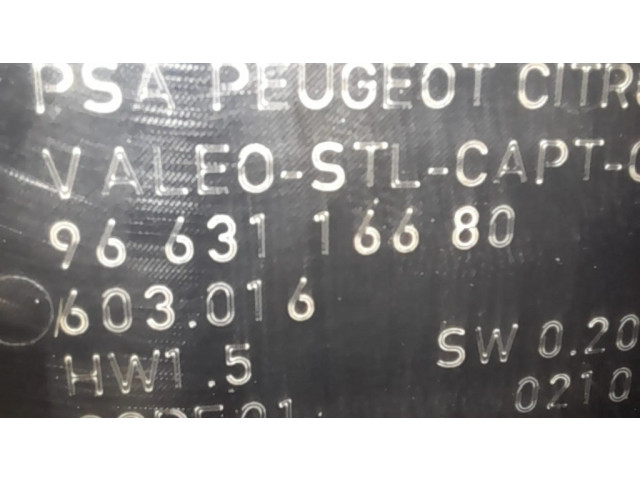 PSA PEUGEOT CITR
VALEO-STL-CAPT-
96 631 166 80
603.016
HW1.5 SW 0.20
0210